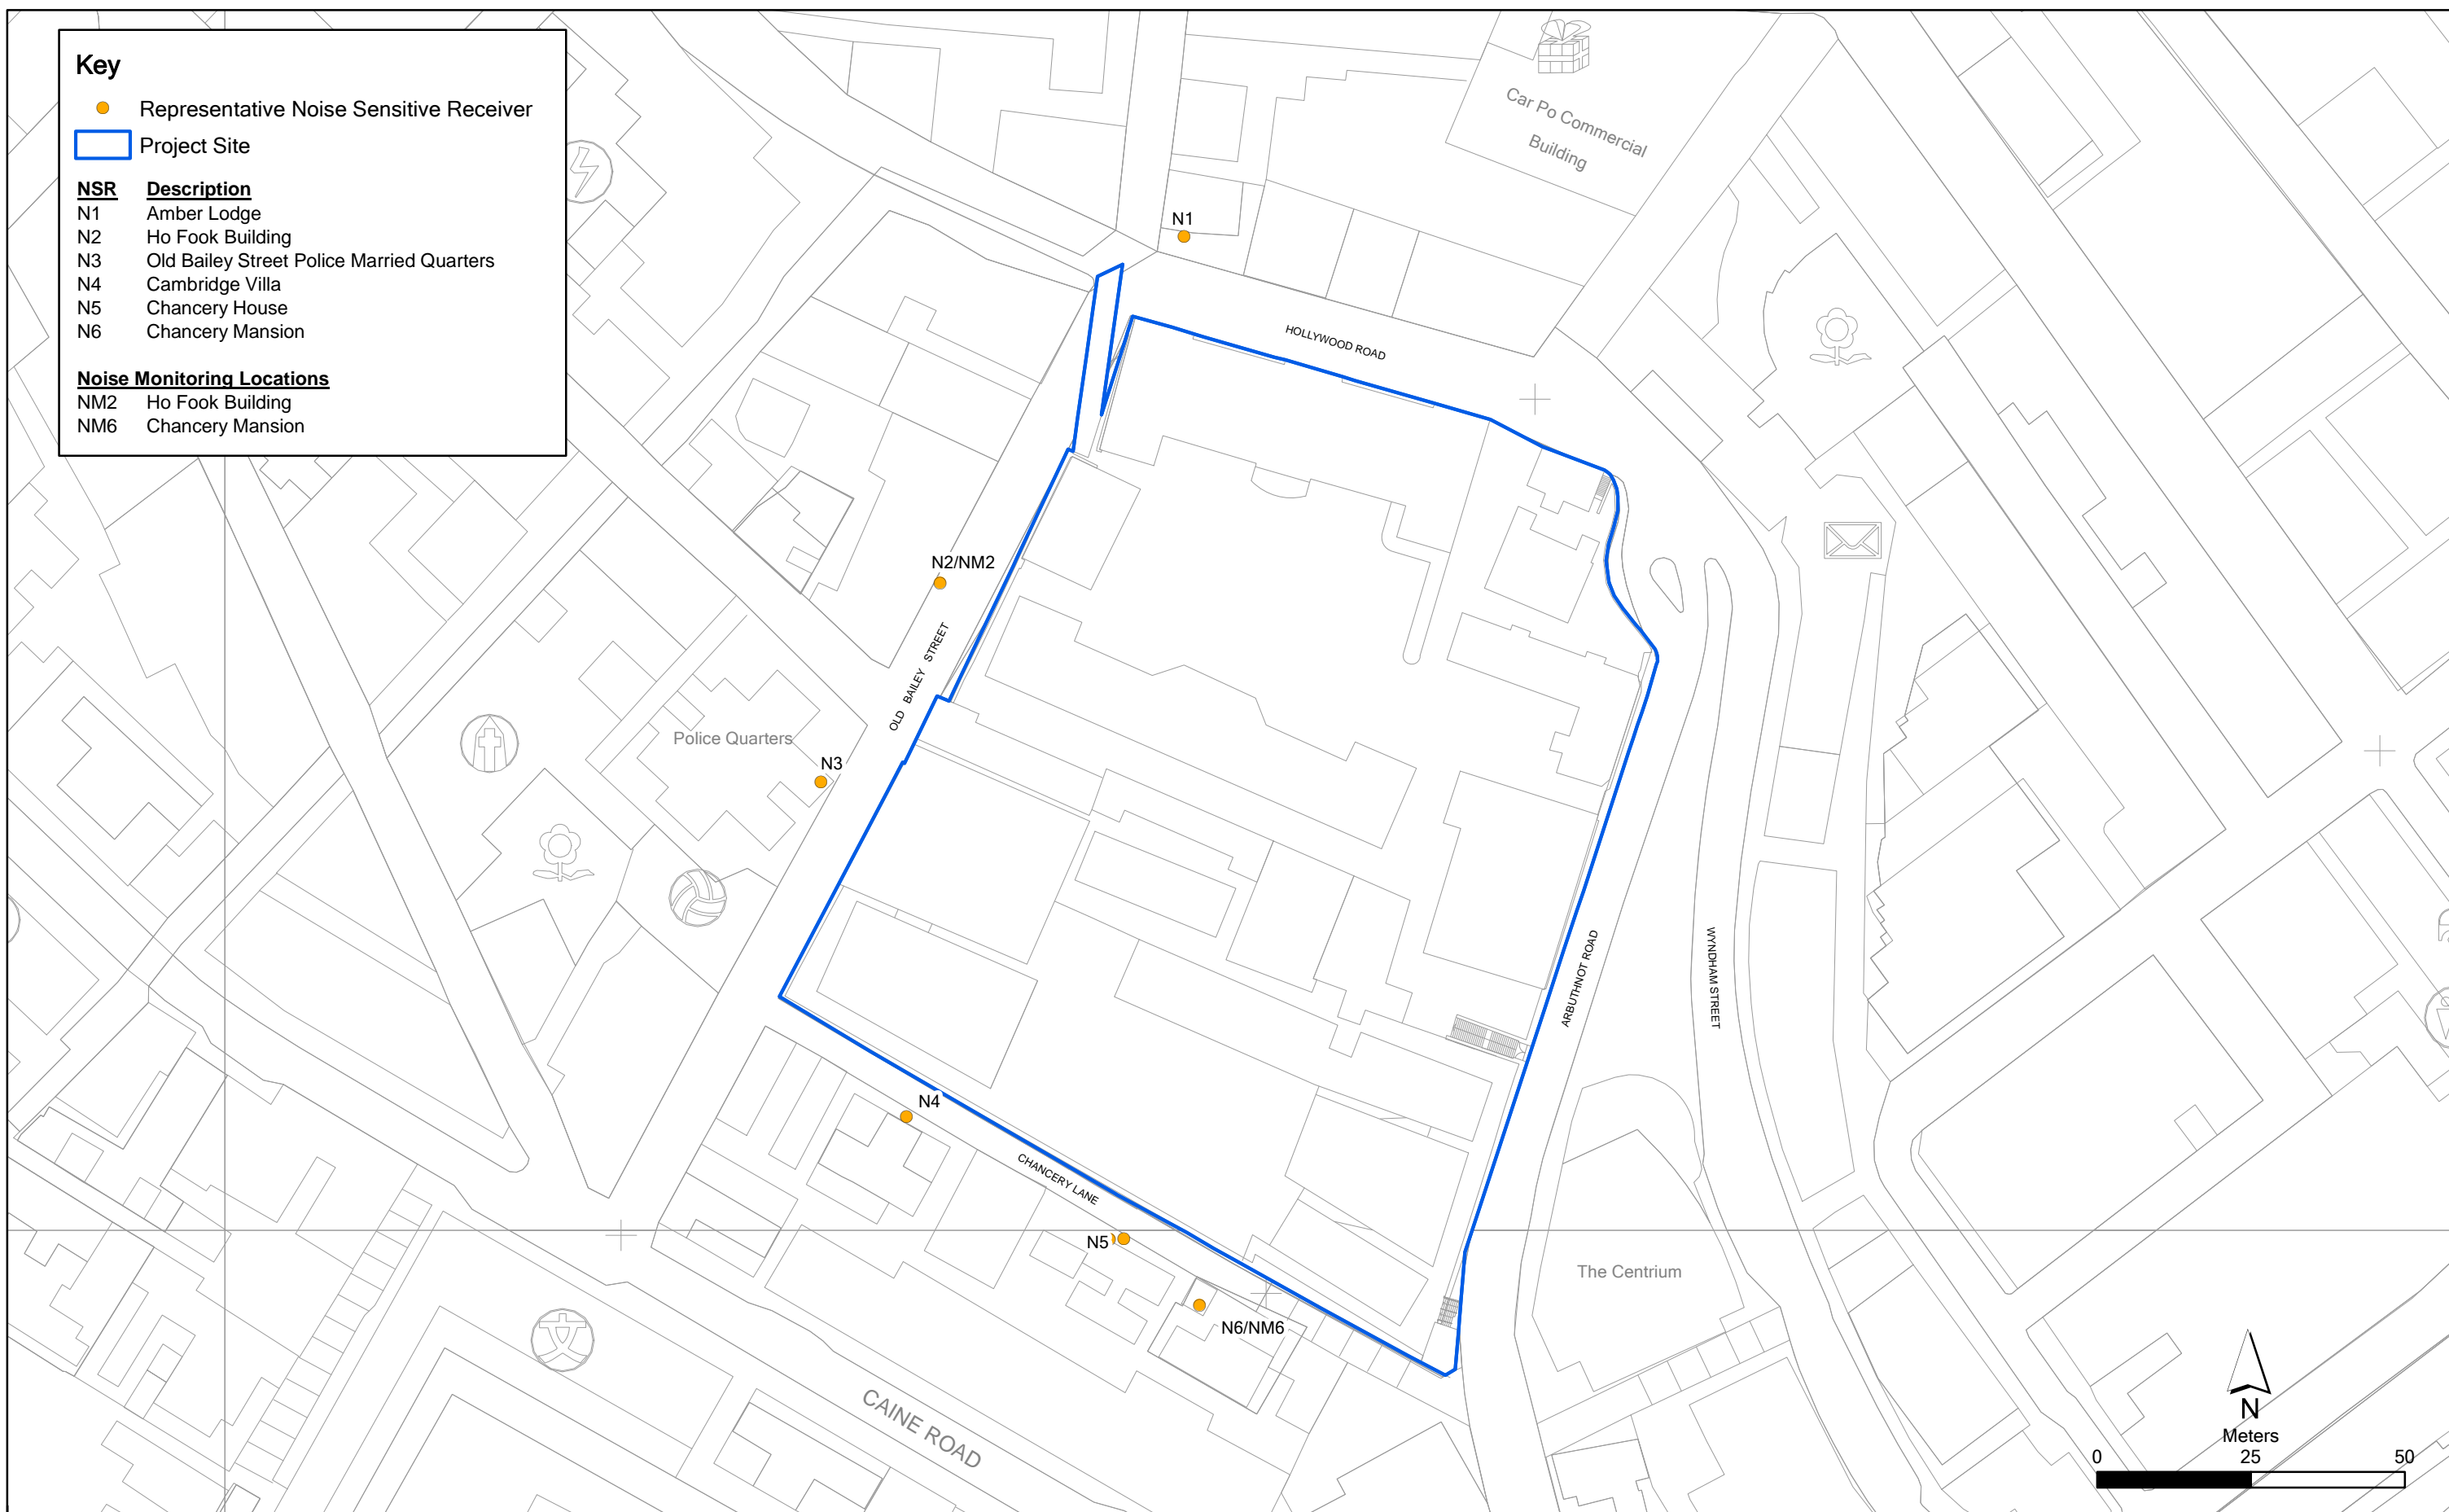 Key
Representative Noise Sensitive Receiver
Project Site
NSR Description
N1 Amber Lodge
N2 Ho Fook Building
N3 Old Bailey Street Police Married Quarters
N4 Cambridge Villa
N5 Chancery House
N6 Chancery Mansion
Noise Monitoring Locations
NM2 Ho Fook Building
NM6 Chancery Mansion
Car Po Commercial
Building
N1
HOLLYWOOD ROAD
N2/NM2
OLD BAILEY STREET
Police Quarters
N3
ARBUTHNOT ROAD
WYNDHAM STREET
N4
CHANCERY LANE
N5
The Centrium
N6/NM6
CAINE ROAD
N
Meters
0 25 50